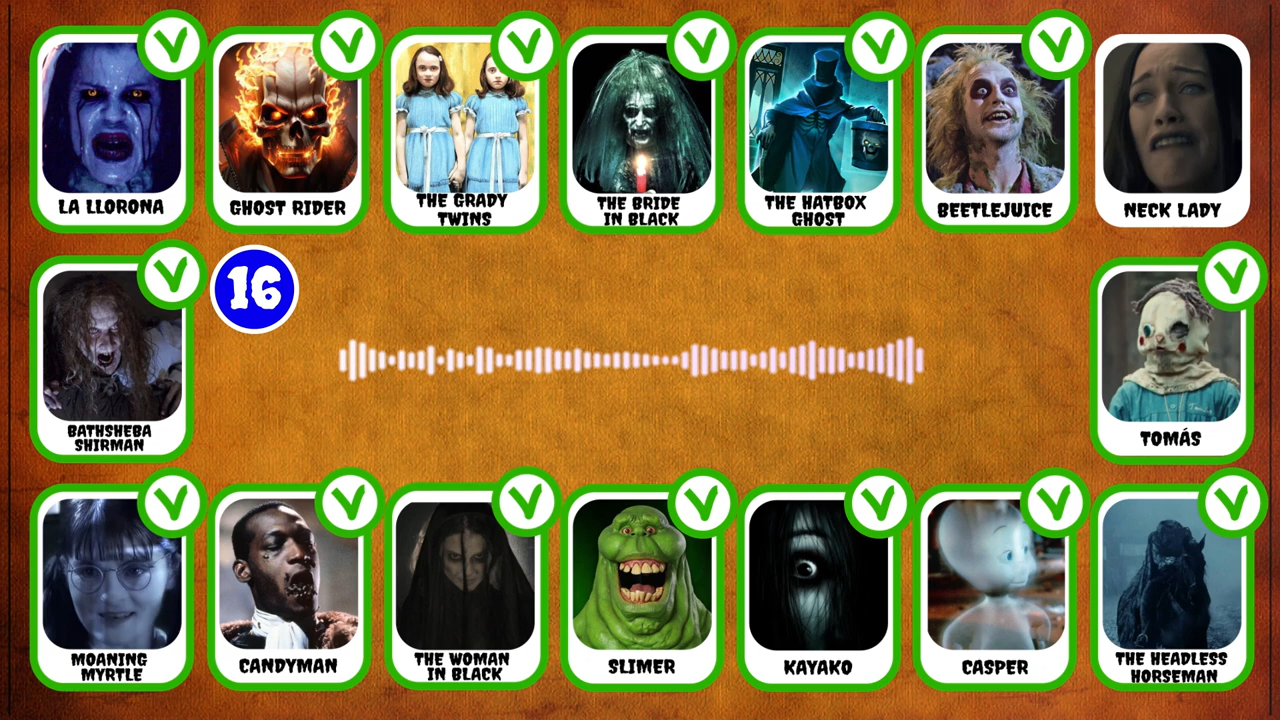 LA LLORONA
GHOST RIDER
THE GRADY
TWINS
THE BRIDE
IN BLACK
THE HATBOX
GHOST
BEETLEJUICE
NECK LADY
BATHSHEBA
SHIRMAN
16
TOMÁS
MOANING
MYRTLE
CANDYMAN
THE WOMAN
IN BLACK
SLIMER
KAYAKO
CASPER
THE HEADLESS
HORSEMAN